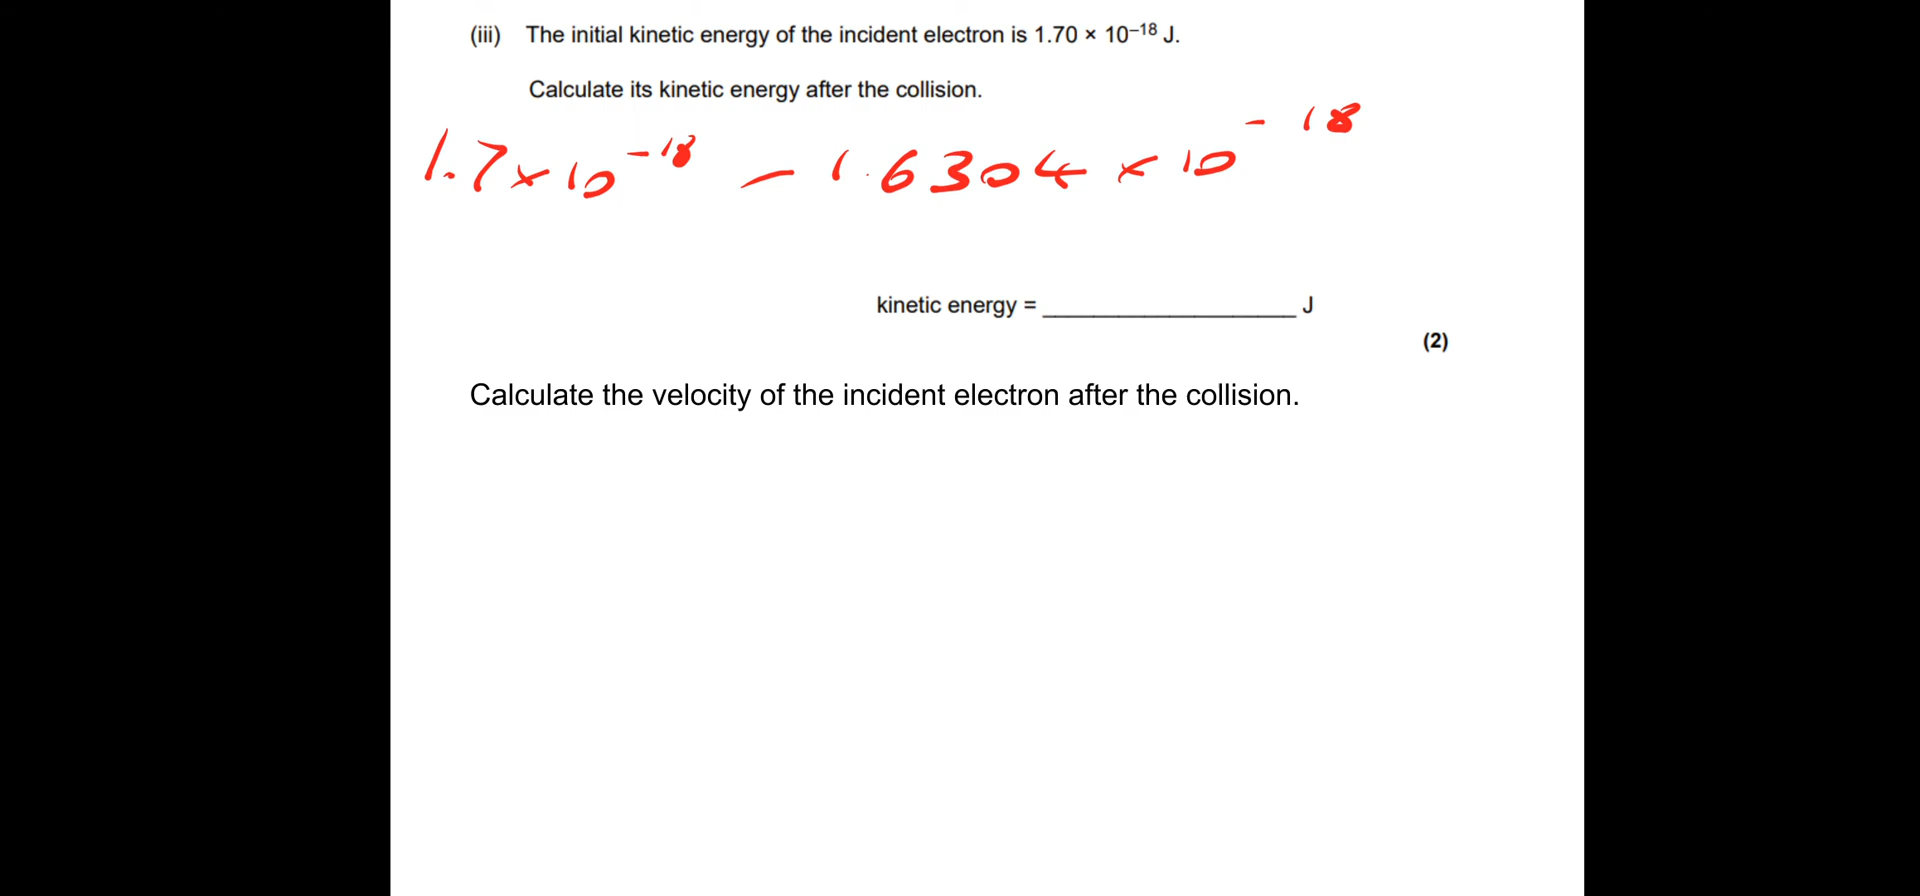 (iii) The initial kinetic energy of the incident electron is 1.70 × 10⁻¹⁸ J.
Calculate its kinetic energy after the collision.
1.7 × 10⁻¹⁸ − 1.6304 × 10⁻¹⁸
kinetic energy = ____________________ J
(2)
Calculate the velocity of the incident electron after the collision.